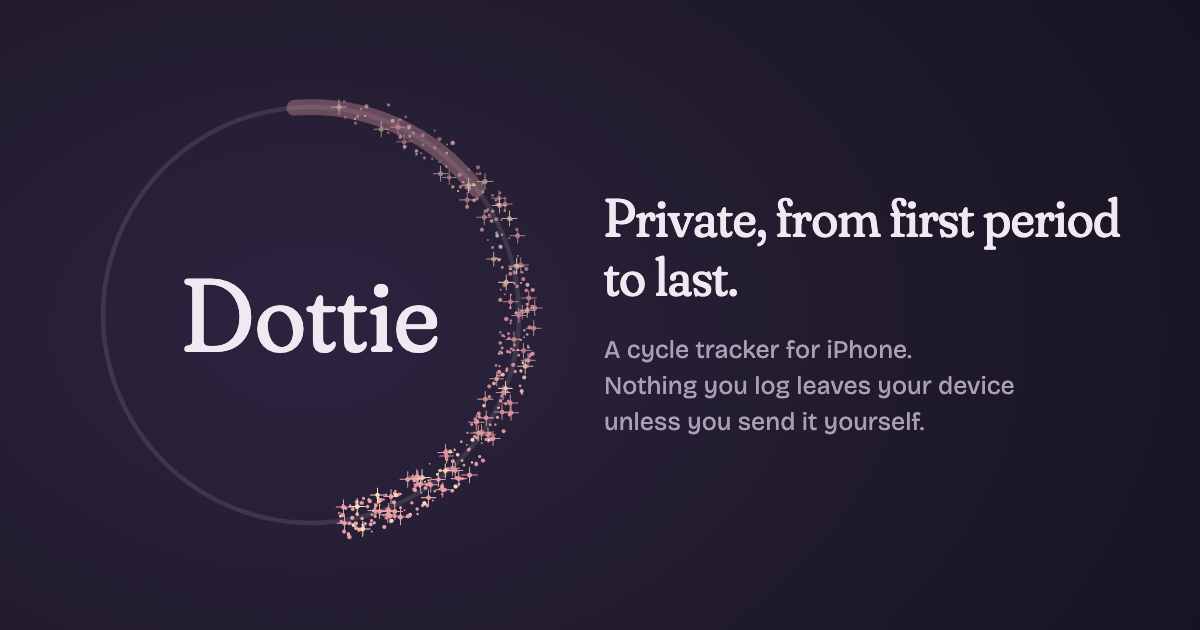 Dottie
Private, from first period
to last.
A cycle tracker for iPhone.
Nothing you log leaves your device
unless you send it yourself.